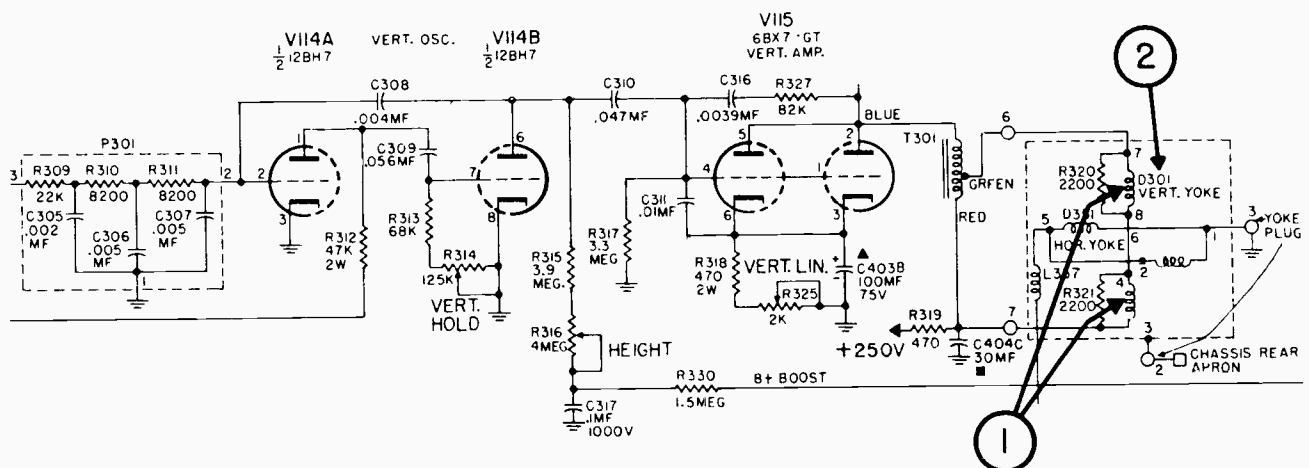 V114A
1/2 12BH7
VERT. OSC.
V114B
1/2 12BH7
V115
6BX7-GT
VERT. AMP.
2
C308
.004MF
C310
.047MF
C316
.0039MF
R327
82K
BLUE
T301
GREEN
RED
6
P301
3
R309
22K
R310
8200
R311
8200
2
2
1
3
C305
.002
MF
C306
.005
MF
C307
.005
MF
1
C309
.056MF
7
6
8
R312
47K
2W
R313
68K
R314
125K
VERT.
HOLD
R315
3.9
MEG.
R316
4MEG
HEIGHT
R317
3.3
MEG
C311
.01MF
4
5
6
1
2
3
R318
470
2W
VERT. LIN.
R325
2K
+
-
C403B
100MF
75V
+250V
R319
470
7
C404C
30MF
R330
1.5MEG
B+ BOOST
C317
.1MF
1000V
7
R320
2200
D301
VERT. YOKE
8
5
D351
HOR. YOKE
6
1
2
L357
R321
2200
4
3
YOKE
PLUG
3
2
CHASSIS REAR
APRON
1